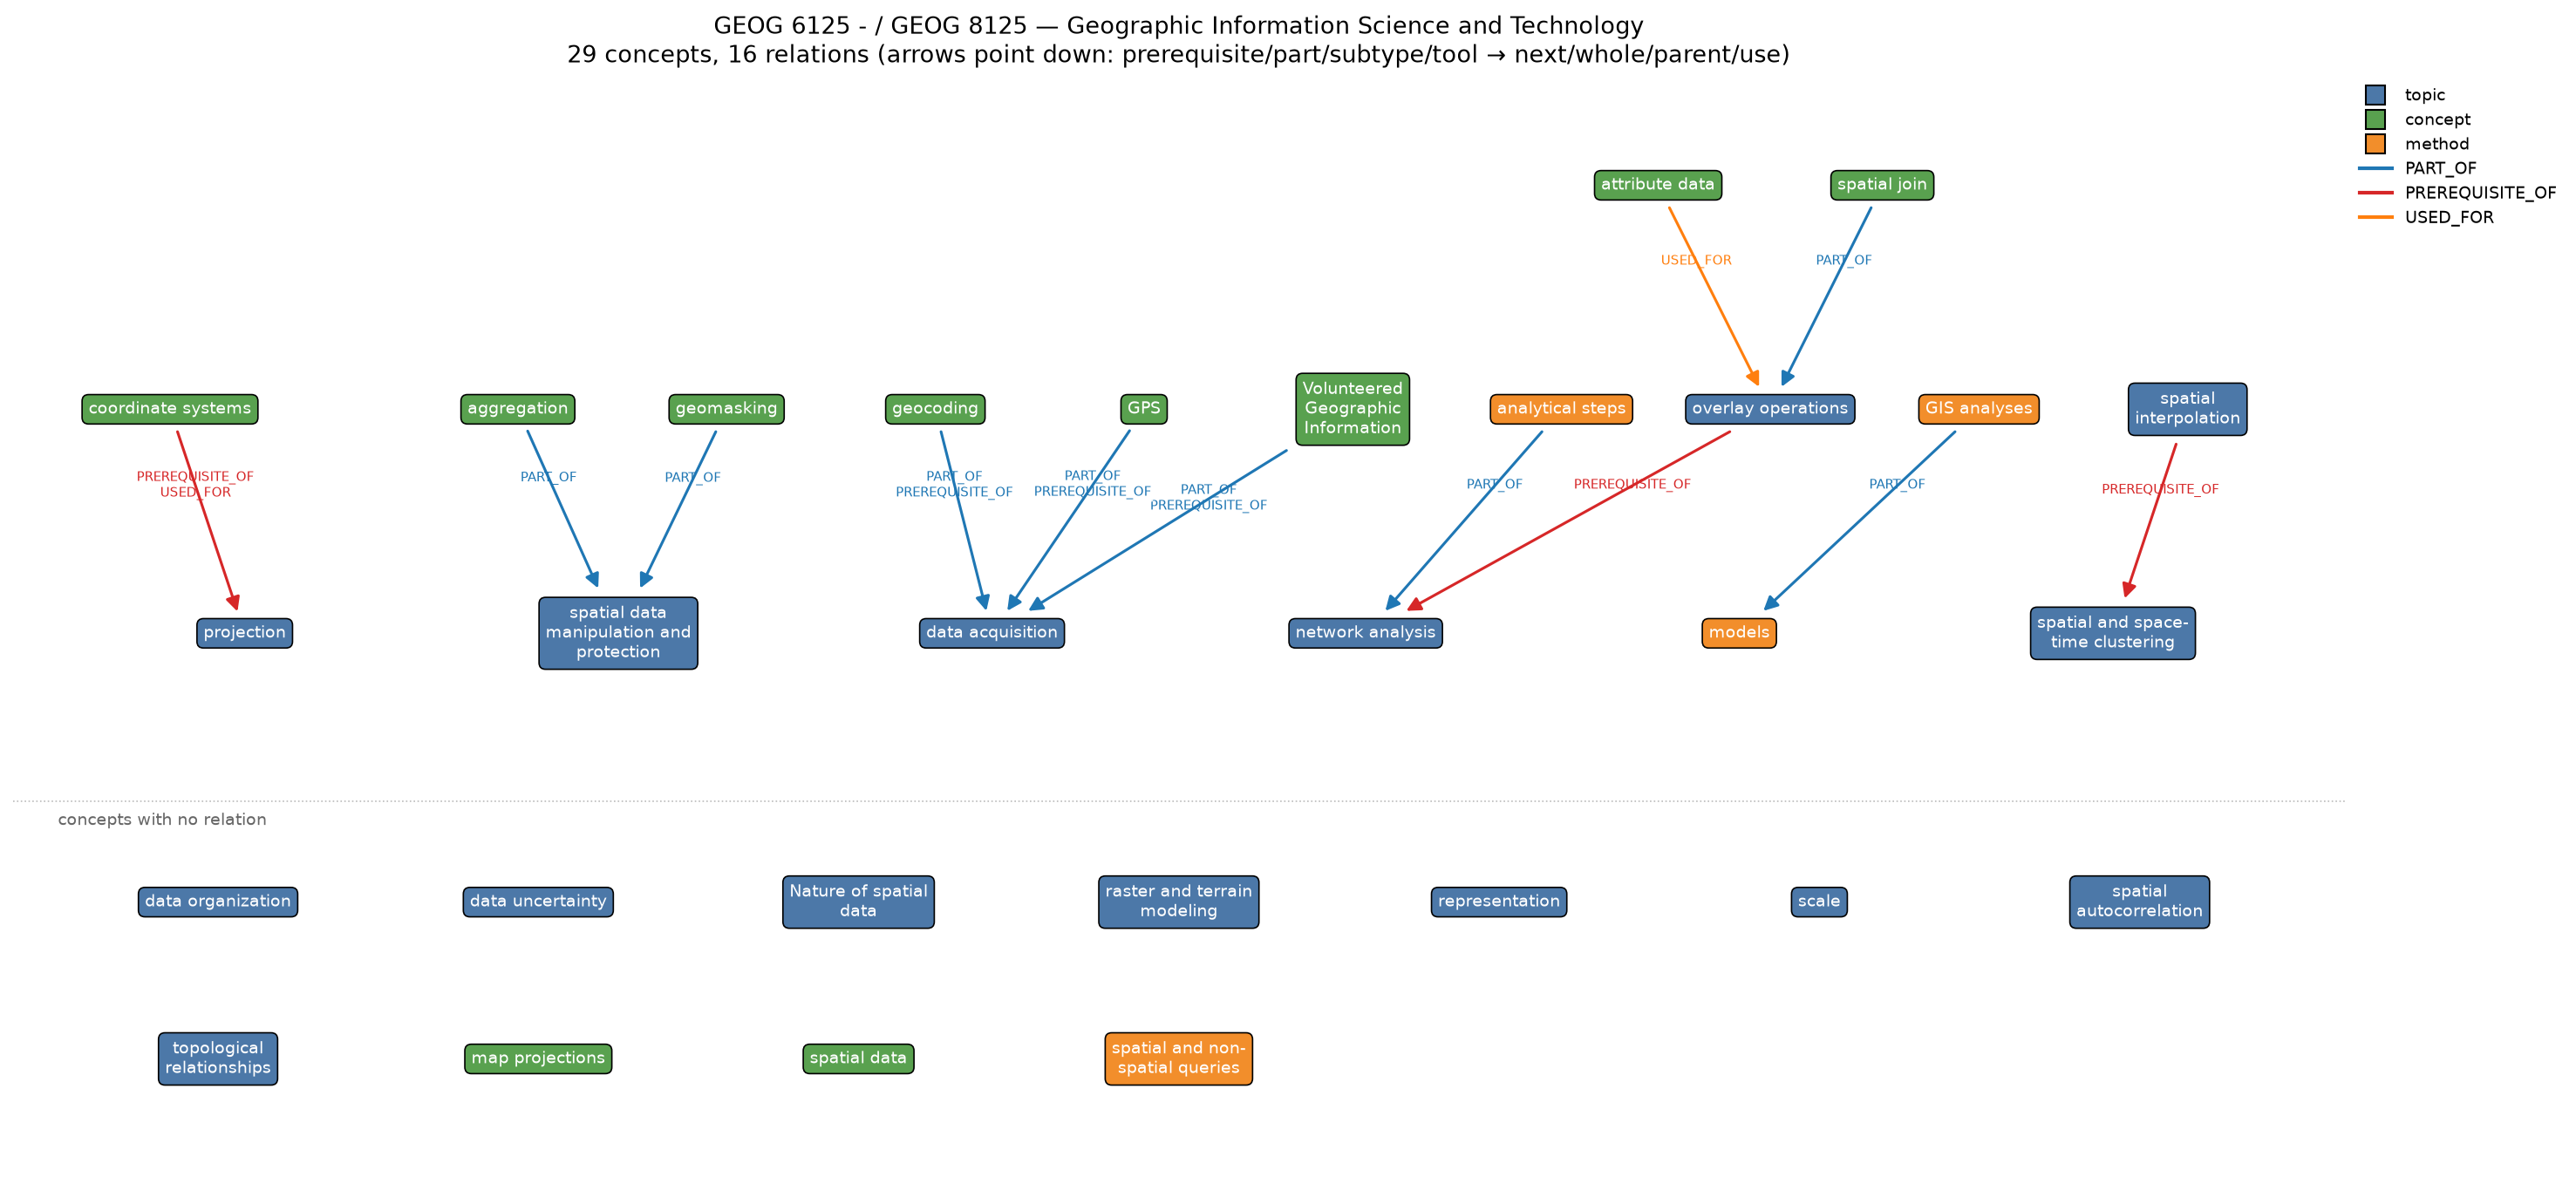 GEOG 6125 - / GEOG 8125 — Geographic Information Science and Technology
29 concepts, 16 relations (arrows point down: prerequisite/part/subtype/tool → next/whole/parent/use)
topic
concept
method
PART_OF
PREREQUISITE_OF
USED_FOR
attribute data
spatial join
USED_FOR
PART_OF
coordinate systems
aggregation
geomasking
geocoding
GPS
Volunteered
Geographic
Information
analytical steps
overlay operations
GIS analyses
spatial
interpolation
PREREQUISITE_OF
USED_FOR
PART_OF
PART_OF
PART_OF
PREREQUISITE_OF
PART_OF
PREREQUISITE_OF
PART_OF
PREREQUISITE_OF
PART_OF
PREREQUISITE_OF
PART_OF
PREREQUISITE_OF
projection
spatial data
manipulation and
protection
data acquisition
network analysis
models
spatial and space-
time clustering
concepts with no relation
data organization
data uncertainty
Nature of spatial
data
raster and terrain
modeling
representation
scale
spatial
autocorrelation
topological
relationships
map projections
spatial data
spatial and non-
spatial queries